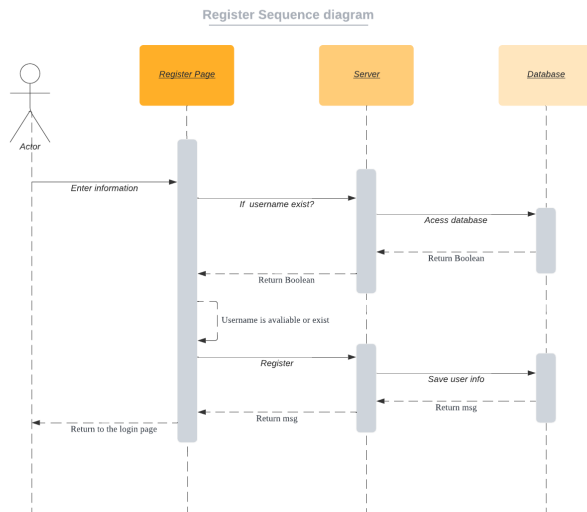 Register Sequence diagram
Register Page
Server
Database
Actor
Enter information
If username exist?
Acess database
Return Boolean
Return Boolean
Username is avaliable or exist
Register
Save user info
Return msg
Return msg
Return to the login page